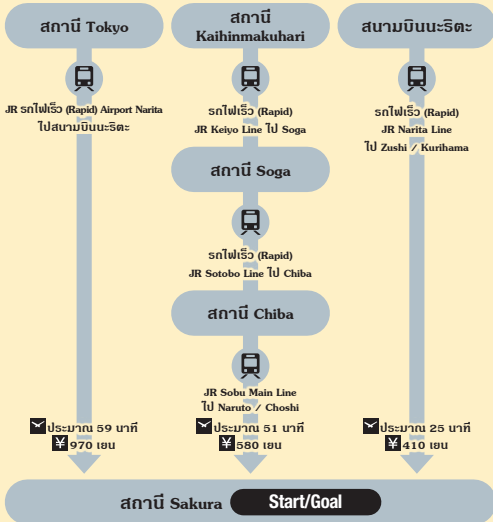 สถานี Tokyo
JR รถไฟเร็ว (Rapid) Airport Narita
ไปสนามบินนะริตะ
ประมาณ 59 นาที
¥ 970 เยน
สถานี
Kaihinmakuhari
รถไฟเร็ว (Rapid)
JR Keiyo Line ไป Soga
สถานี Soga
รถไฟเร็ว (Rapid)
JR Sotobo Line ไป Chiba
สถานี Chiba
JR Sobu Main Line
ไป Naruto / Choshi
ประมาณ 51 นาที
¥ 580 เยน
สนามบินนะริตะ
รถไฟเร็ว (Rapid)
JR Narita Line
ไป Zushi / Kurihama
ประมาณ 25 นาที
¥ 410 เยน
สถานี Sakura Start/Goal